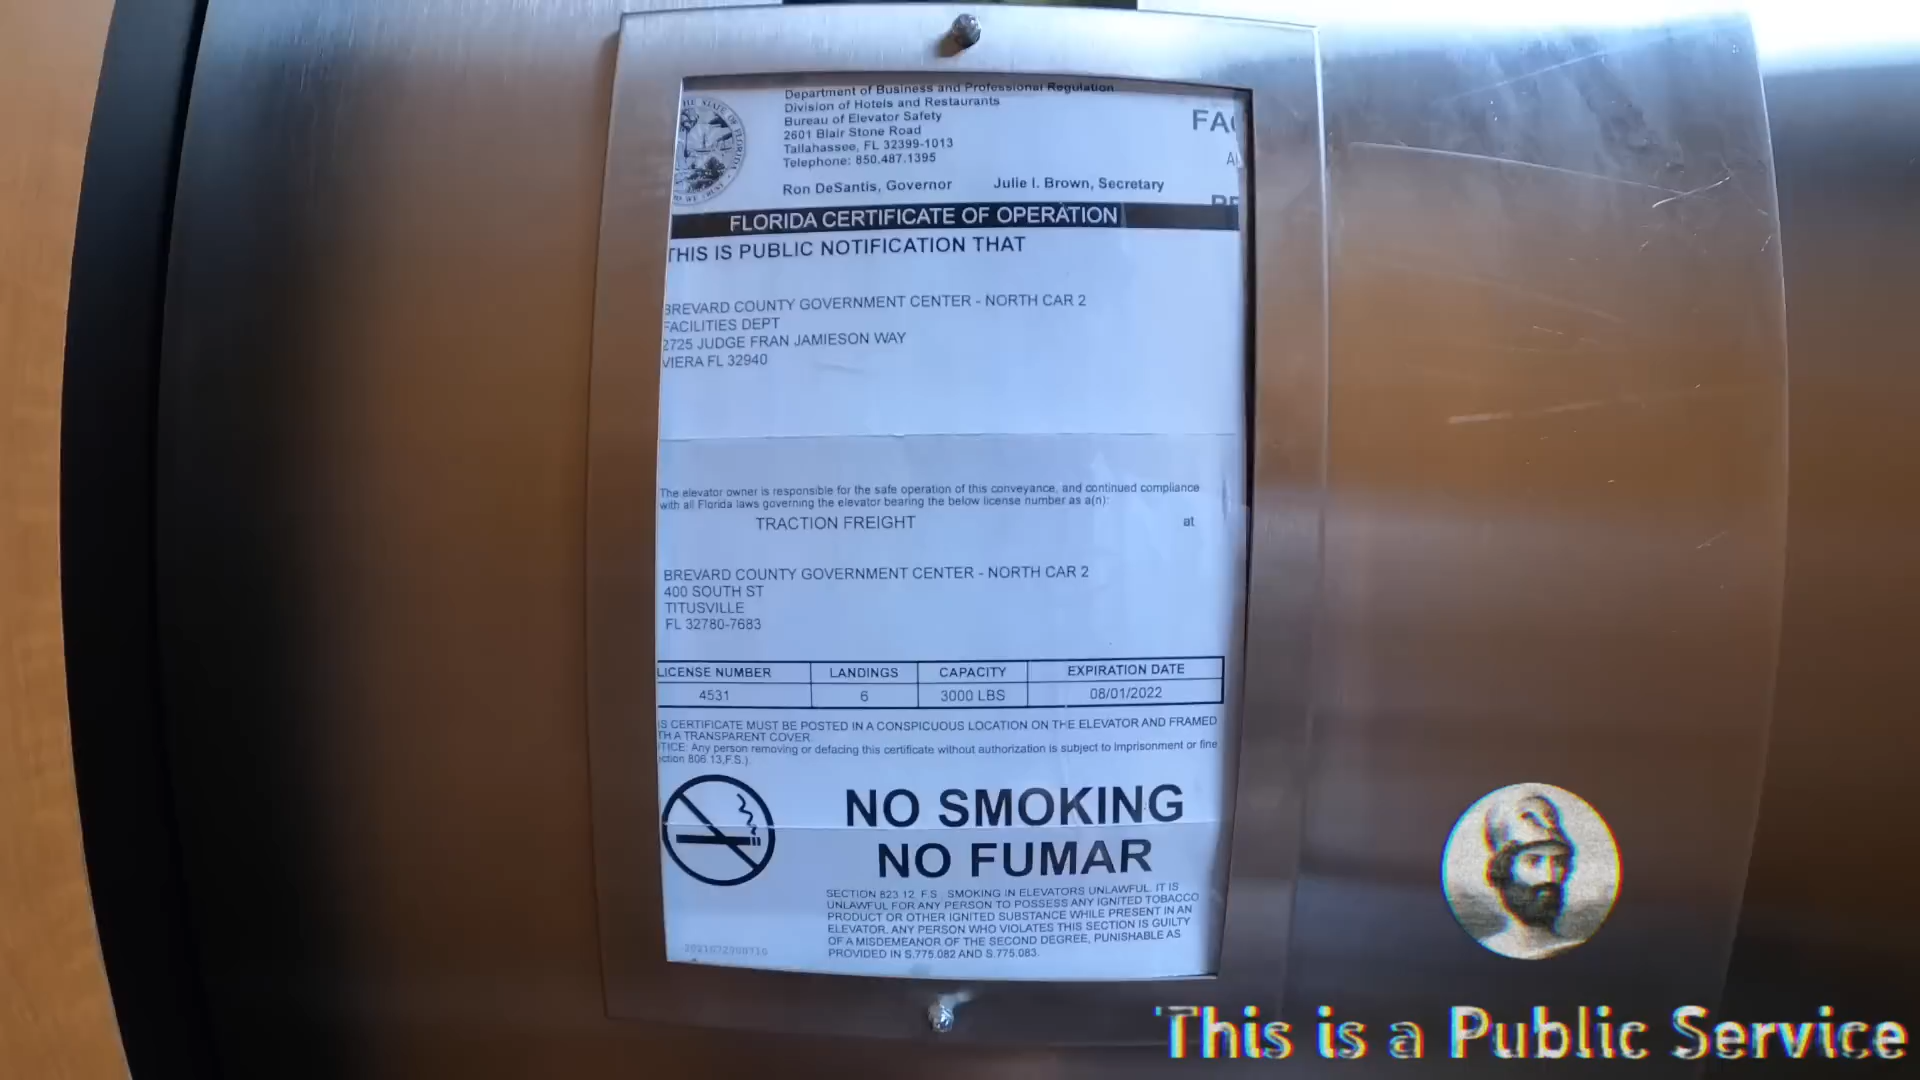 Department of Business and Professional Regulation
Division of Hotels and Restaurants
Bureau of Elevator Safety
2601 Blair Stone Road
Tallahassee, FL 32399-1013
Telephone: 850.487.1395
Ron DeSantis, Governor Julie I. Brown, Secretary
FLORIDA CERTIFICATE OF OPERATION
THIS IS PUBLIC NOTIFICATION THAT
BREVARD COUNTY GOVERNMENT CENTER - NORTH CAR 2
FACILITIES DEPT
2725 JUDGE FRAN JAMIESON WAY
VIERA FL 32940
The elevator owner is responsible for the safe operation of this conveyance, and continued compliance
with all Florida laws governing the elevator bearing the below license number as a(n):
TRACTION FREIGHT at
BREVARD COUNTY GOVERNMENT CENTER - NORTH CAR 2
400 SOUTH ST
TITUSVILLE
FL 32780-7683
LICENSE NUMBER LANDINGS CAPACITY EXPIRATION DATE
4531 6 3000 LBS 08/01/2022
S CERTIFICATE MUST BE POSTED IN A CONSPICUOUS LOCATION ON THE ELEVATOR AND FRAMED
TH A TRANSPARENT COVER.
TICE: Any person removing or defacing this certificate without authorization is subject to imprisonment or fine
ction 806.13,F.S.).
NO SMOKING
NO FUMAR
SECTION 823.12, F.S., SMOKING IN ELEVATORS UNLAWFUL. IT IS
UNLAWFUL FOR ANY PERSON TO POSSESS ANY IGNITED TOBACCO
PRODUCT OR OTHER IGNITED SUBSTANCE WHILE PRESENT IN AN
ELEVATOR. ANY PERSON WHO VIOLATES THIS SECTION IS GUILTY
OF A MISDEMEANOR OF THE SECOND DEGREE, PUNISHABLE AS
PROVIDED IN S.775.082 AND S.775.083.
This is a Public Service